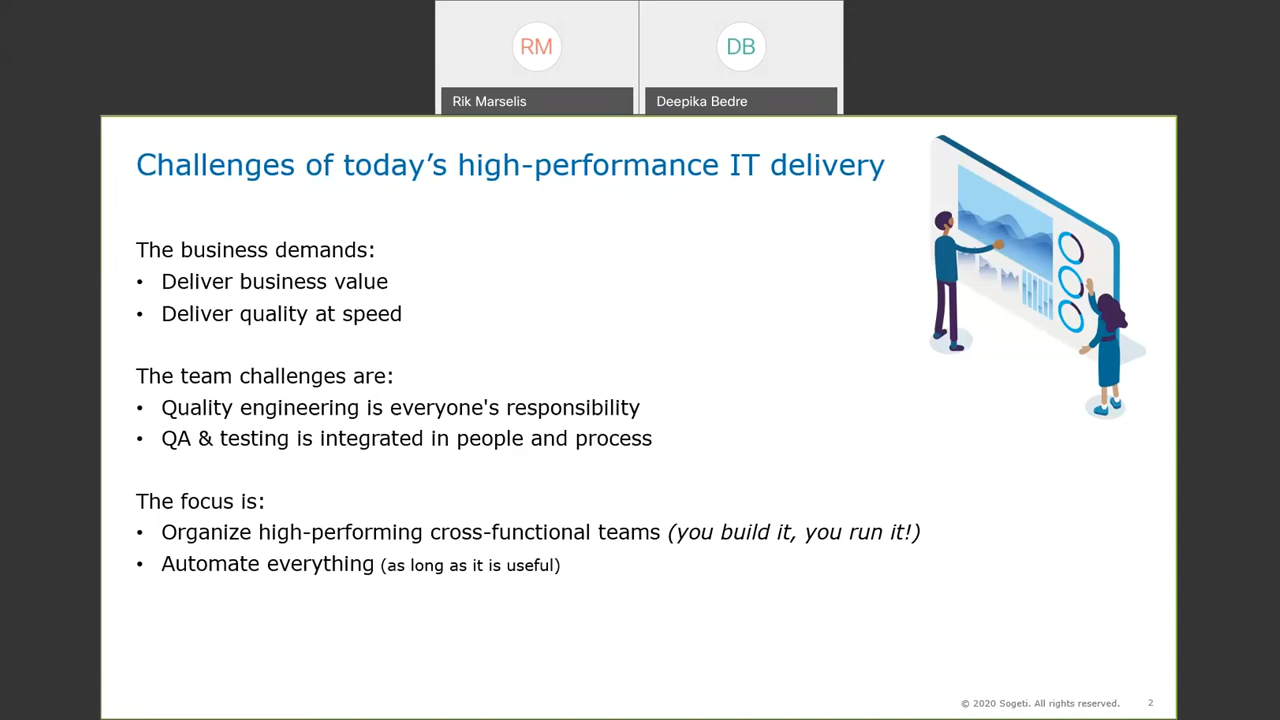 RM
DB
Rik Marselis
Deepika Bedre
Challenges of today’s high-performance IT delivery
The business demands:
• Deliver business value
• Deliver quality at speed
The team challenges are:
• Quality engineering is everyone's responsibility
• QA & testing is integrated in people and process
The focus is:
• Organize high-performing cross-functional teams (you build it, you run it!)
• Automate everything (as long as it is useful)
© 2020 Sogeti. All rights reserved. 2